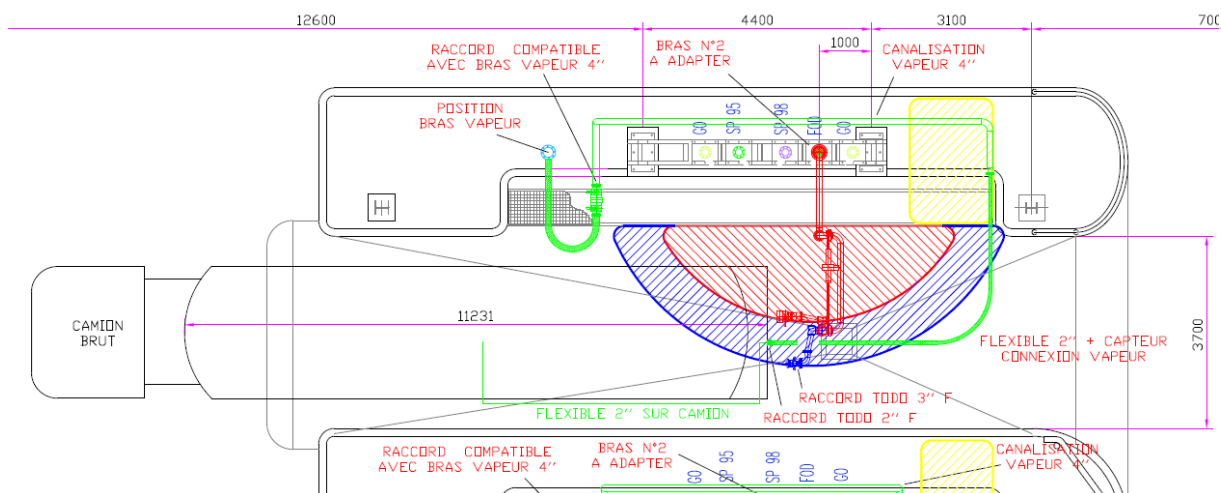 12600
4400
3100
700
RACCORD COMPATIBLE
AVEC BRAS VAPEUR 4''
BRAS N°2
A ADAPTER
1000
CANALISATION
VAPEUR 4''
POSITION
BRAS VAPEUR
GO
SP 95
SP 98
FOD
GO
CAMION
BRUT
11231
3700
FLEXIBLE 2'' + CAPTEUR
CONNEXION VAPEUR
RACCORD TODO 3'' F
RACCORD TODO 2'' F
FLEXIBLE 2'' SUR CAMION
RACCORD COMPATIBLE
AVEC BRAS VAPEUR 4''
BRAS N°2
A ADAPTER
GO
SP 95
SP 98
FOD
GO
CANALISATION
VAPEUR 4''